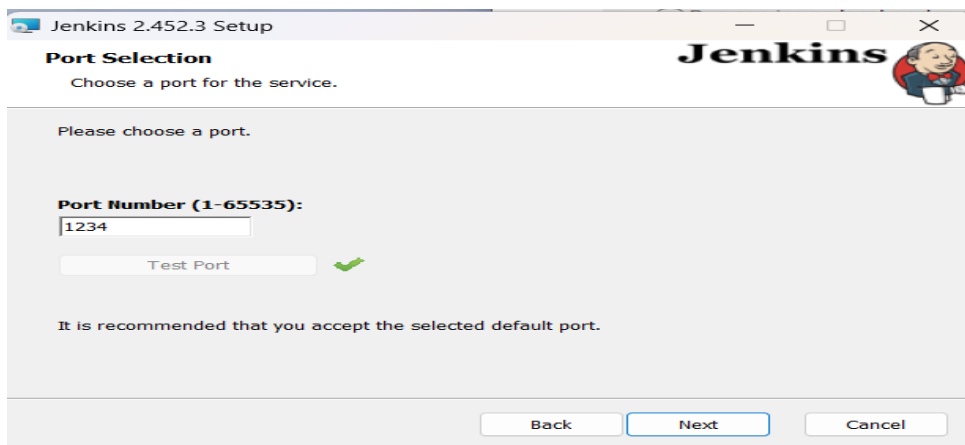 Jenkins 2.452.3 Setup
Port Selection
Jenkins
Choose a port for the service.
Please choose a port.
Port Number (1-65535):
1234
Test Port
It is recommended that you accept the selected default port.
Back
Next
Cancel